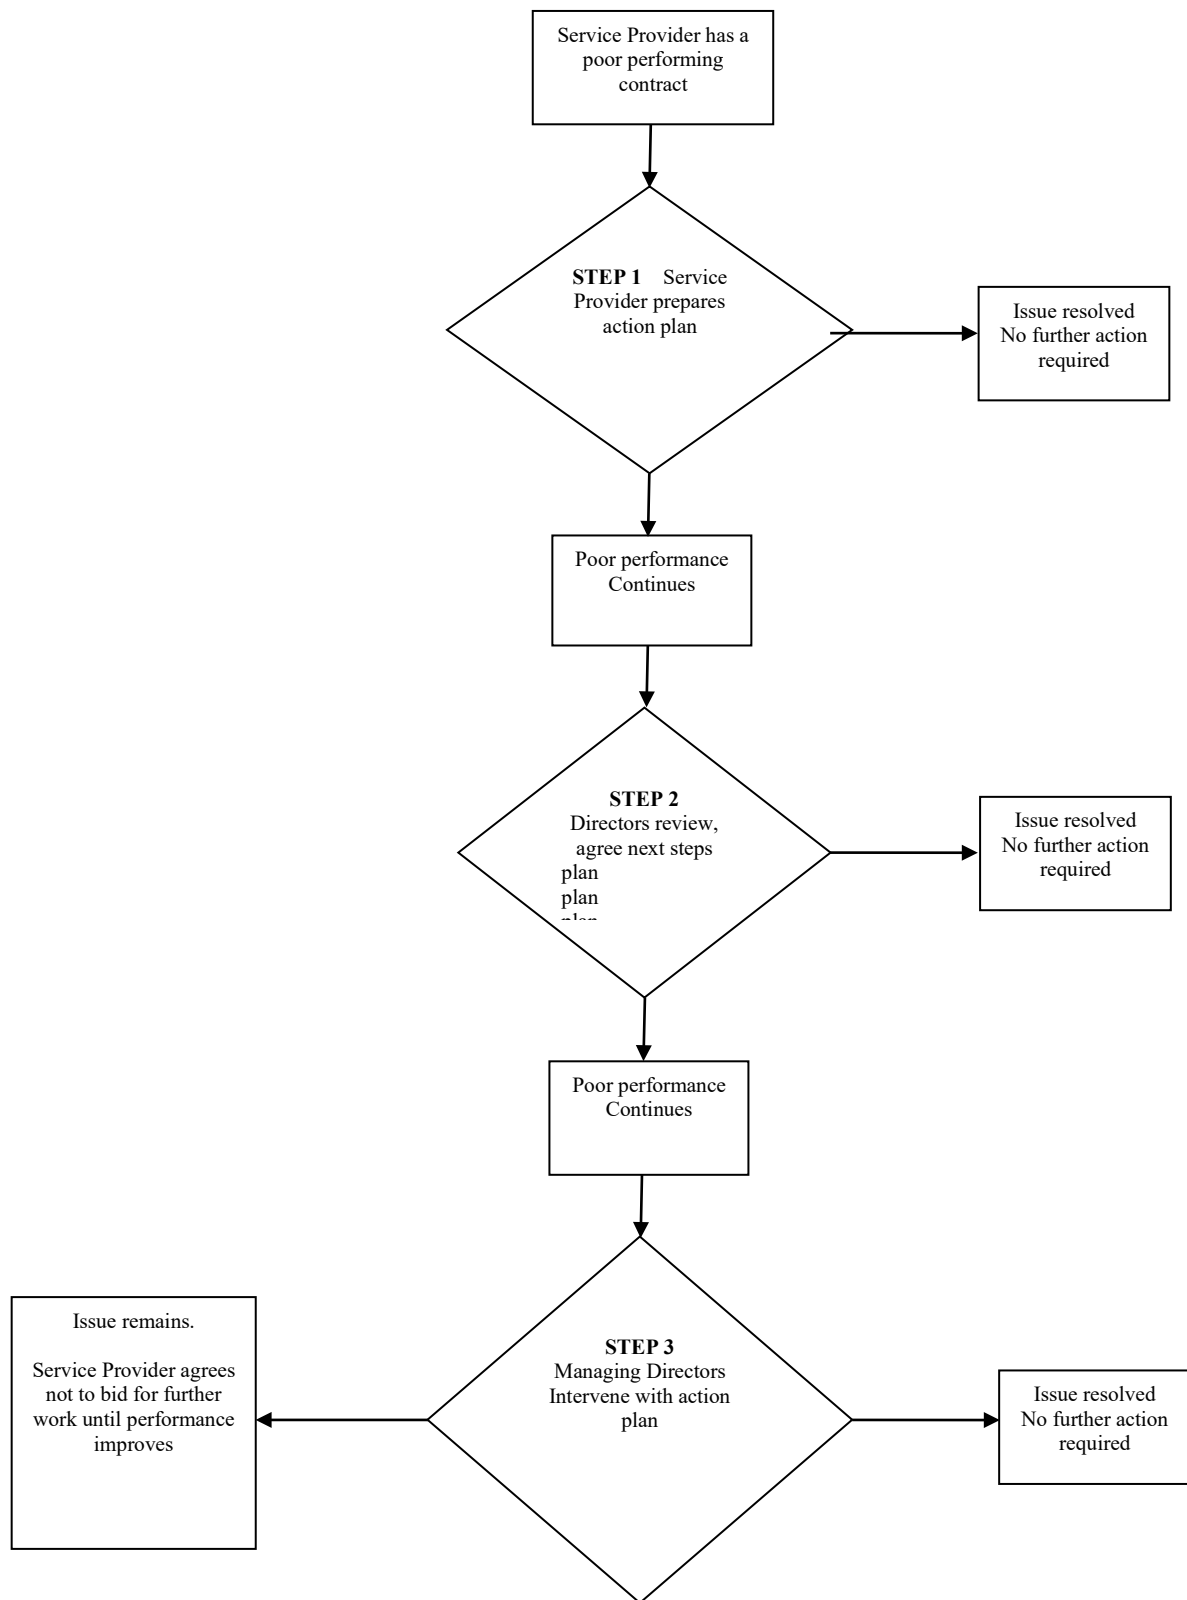 Service Provider has a
poor performing
contract
STEP 1 Service
Provider prepares
action plan
Issue resolved
No further action
required
Poor performance
Continues
STEP 2
Directors review,
agree next steps
plan
plan
plan
Issue resolved
No further action
required
Poor performance
Continues
Issue remains.
Service Provider agrees
not to bid for further
work until performance
improves
STEP 3
Managing Directors
Intervene with action
plan
Issue resolved
No further action
required